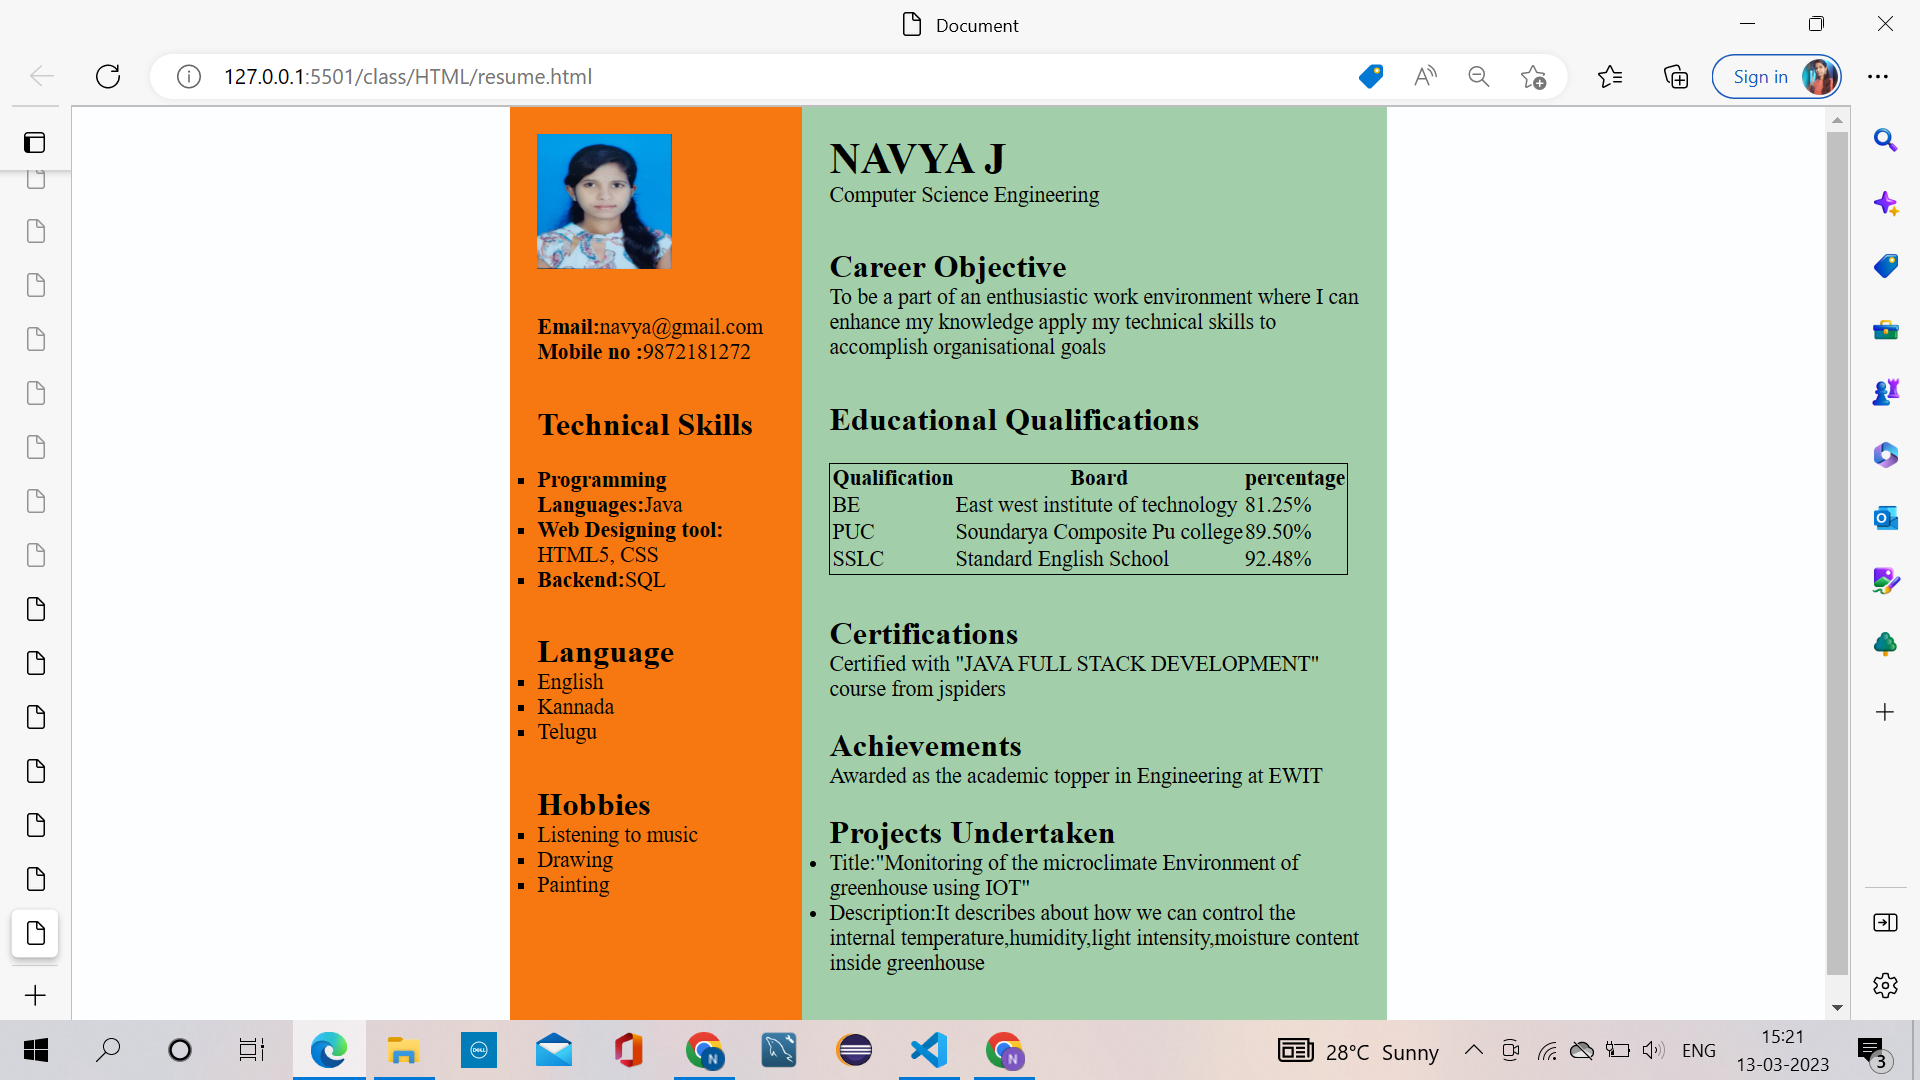 Document
127.0.0.1:5501/class/HTML/resume.html
Sign in
Email:navya@gmail.com
Mobile no :9872181272
Technical Skills
Programming
Languages:Java
Web Designing tool:
HTML5, CSS
Backend:SQL
Language
English
Kannada
Telugu
Hobbies
Listening to music
Drawing
Painting
NAVYA J
Computer Science Engineering
Career Objective
To be a part of an enthusiastic work environment where I can
enhance my knowledge apply my technical skills to
accomplish organisational goals
Educational Qualifications
Qualification Board percentage
BE East west institute of technology 81.25%
PUC Soundarya Composite Pu college 89.50%
SSLC Standard English School 92.48%
Certifications
Certified with "JAVA FULL STACK DEVELOPMENT"
course from jspiders
Achievements
Awarded as the academic topper in Engineering at EWIT
Projects Undertaken
Title:"Monitoring of the microclimate Environment of
greenhouse using IOT"
Description:It describes about how we can control the
internal temperature,humidity,light intensity,moisture content
inside greenhouse
DELL
N
N
28°C Sunny
ENG
15:21
13-03-2023
3